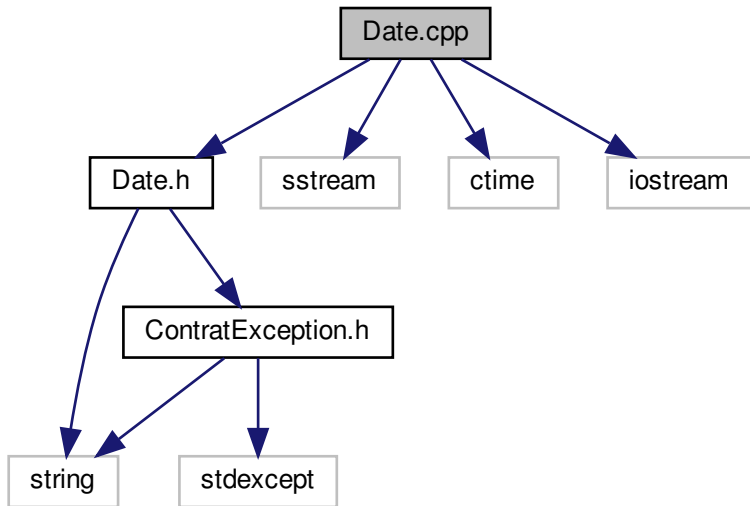 Date.cpp
Date.h
sstream
ctime
iostream
ContratException.h
string
stdexcept